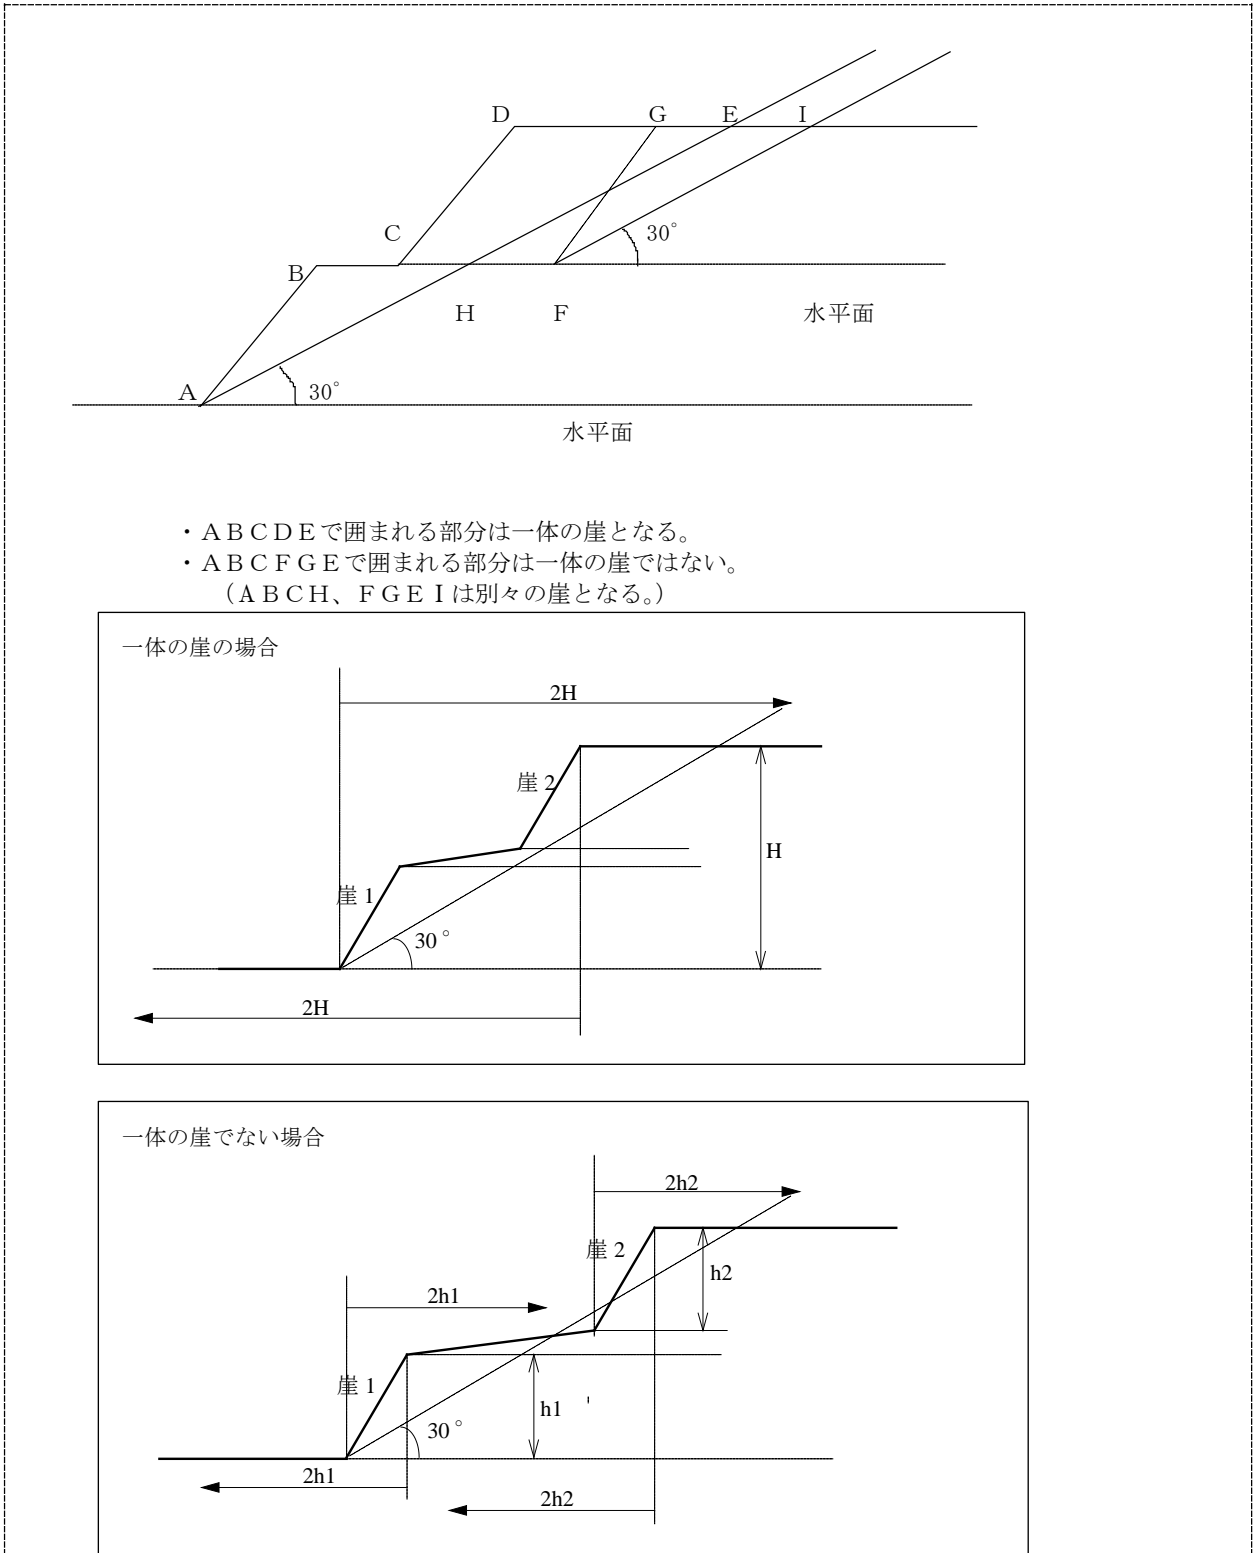 D G E I
C
30°
B
H F 水平面
A 30°
水平面
・ＡＢＣＤＥで囲まれる部分は一体の崖となる。
・ＡＢＣＦＧＥで囲まれる部分は一体の崖ではない。
（ＡＢＣＨ、ＦＧＥＩは別々の崖となる。）
一体の崖の場合
2H
崖 2
H
崖 1
30°
2H
一体の崖でない場合
2h2
崖 2
h2
2h1
崖 1
h1
30°
2h1
2h2